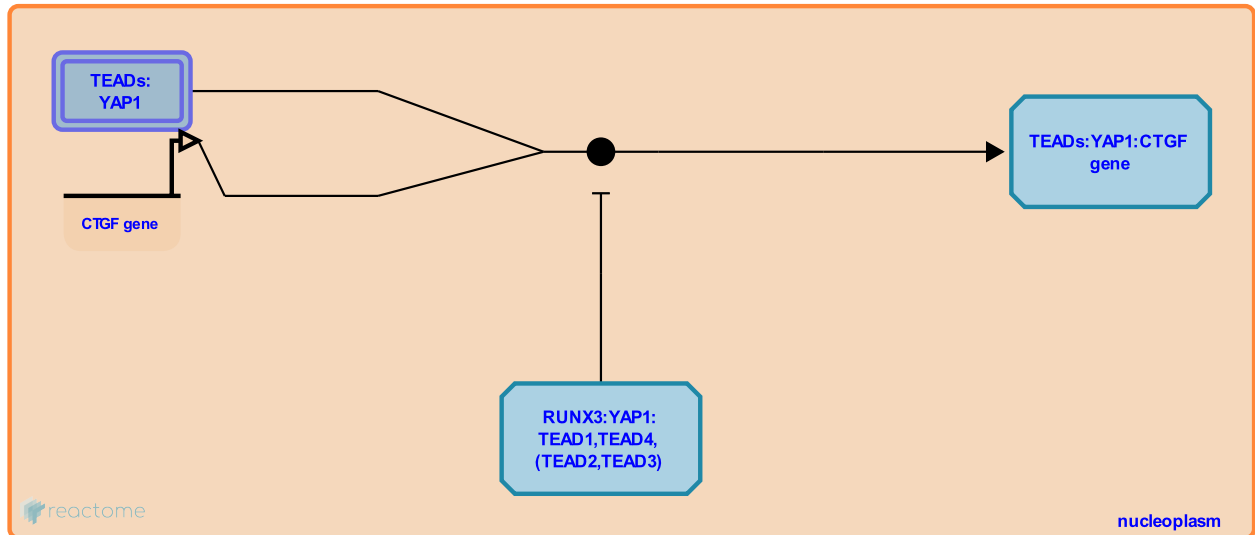 TEADs:
YAP1
CTGF gene
TEADs:YAP1:CTGF
gene
RUNX3:YAP1:
TEAD1,TEAD4,
(TEAD2,TEAD3)
reactome
nucleoplasm